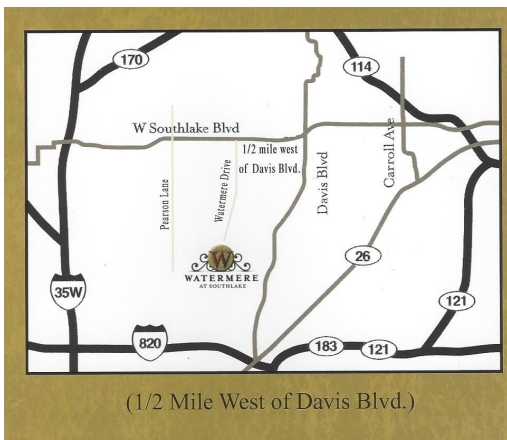 170
114
W Southlake Blvd
1/2 mile west
of Davis Blvd.
Pearson Lane
Watermere Drive
Davis Blvd
Carroll Ave
W
WATERMERE
AT SOUTHLAKE
26
35W
121
820
183
121
(1/2 Mile West of Davis Blvd.)